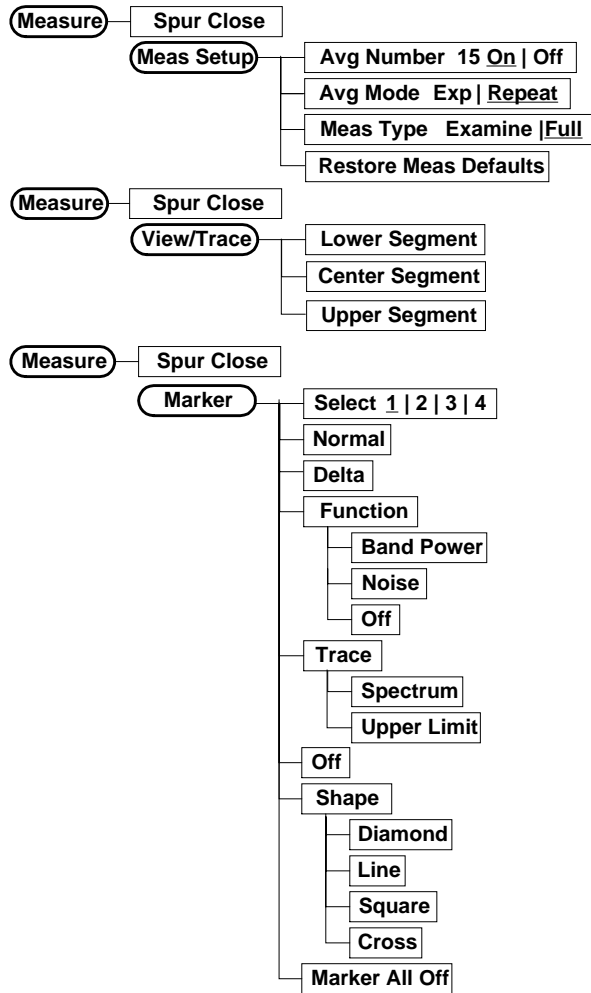 Measure
Spur Close
Meas Setup
Avg Number 15 On | Off
Avg Mode Exp | Repeat
Meas Type Examine |Full
Restore Meas Defaults
Measure
Spur Close
View/Trace
Lower Segment
Center Segment
Upper Segment
Measure
Spur Close
Marker
Select 1 | 2 | 3 | 4
Normal
Delta
Function
Band Power
Noise
Off
Trace
Spectrum
Upper Limit
Off
Shape
Diamond
Line
Square
Cross
Marker All Off